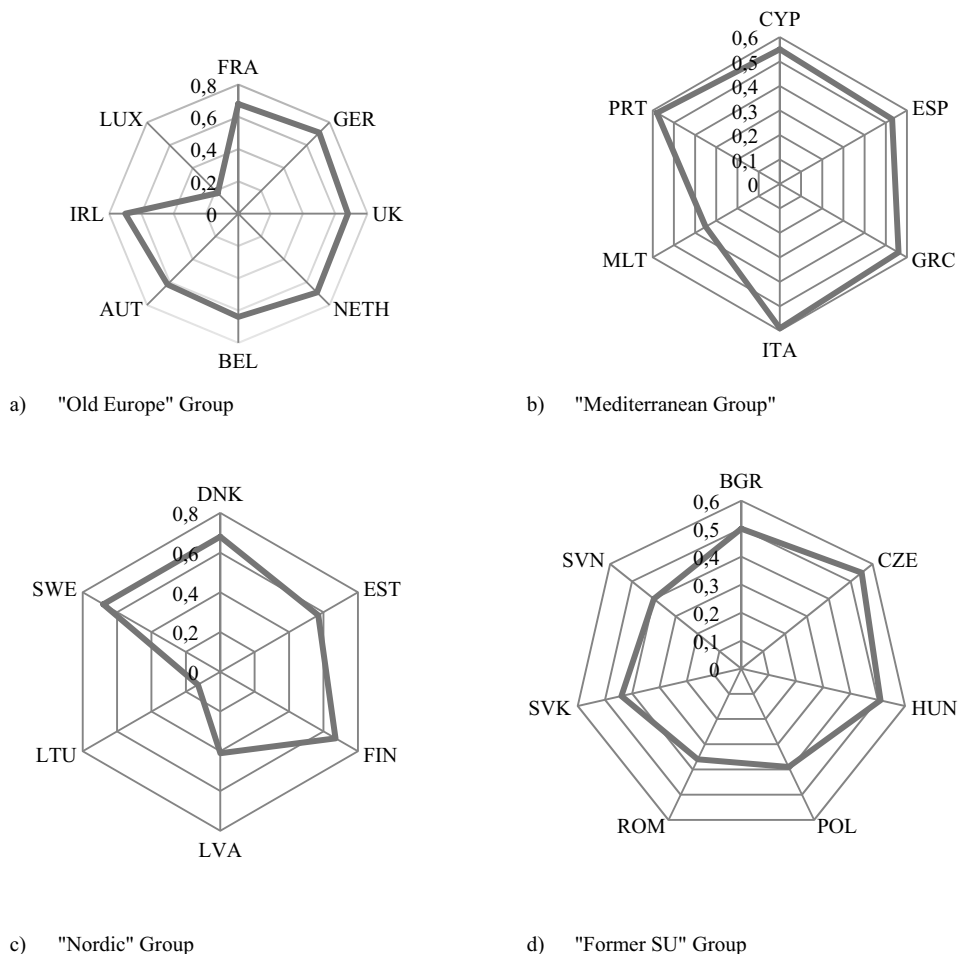 FRA
0,8
0,6
0,4
0,2
0
LUX
GER
IRL
UK
AUT
NETH
BEL
a) "Old Europe" Group
CYP
0,6
0,5
0,4
0,3
0,2
0,1
0
PRT
ESP
MLT
GRC
ITA
b) "Mediterranean Group"
DNK
0,8
0,6
0,4
0,2
0
SWE
EST
LTU
FIN
LVA
c) "Nordic" Group
BGR
0,6
0,5
0,4
0,3
0,2
0,1
0
SVN
CZE
SVK
HUN
ROM
POL
d) "Former SU" Group